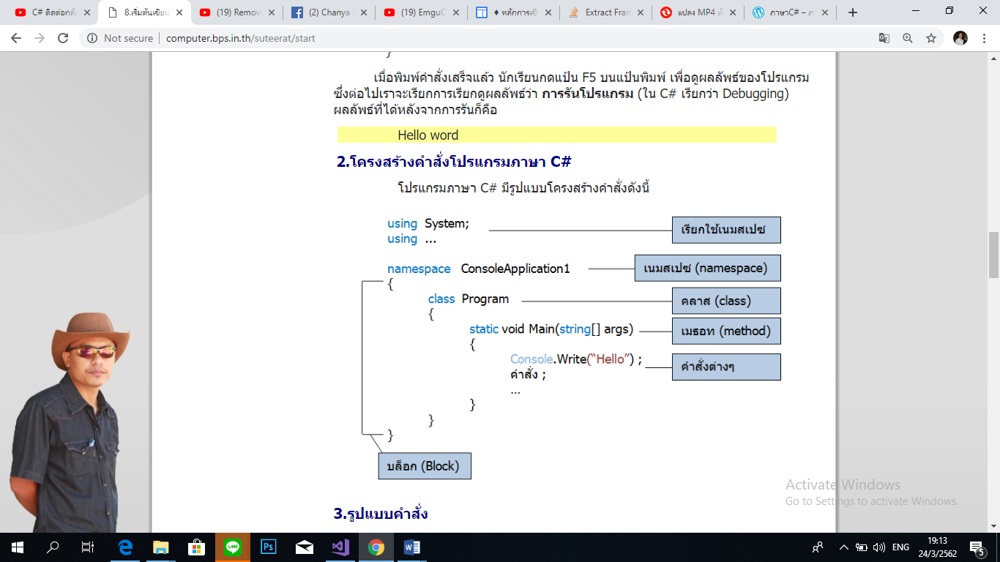 C# ติดต่อกล้
8.เริ่มต้นเขียน
(19) Remov
(2) Chanya
(19) EmguC
♦ หลักการเขี
Extract Fran
แปลง MP4 เ
ภาษาC# – ภา
Not secure
computer.bps.in.th/suteerat/start
}
เมื่อพิมพ์คำสั่งเสร็จแล้ว นักเรียนกดแป้น F5 บนแป้นพิมพ์ เพื่อดูผลลัพธ์ของโปรแกรม
ซึ่งต่อไปเราจะเรียกการเรียกดูผลลัพธ์ว่า การรันโปรแกรม (ใน C# เรียกว่า Debugging)
ผลลัพธ์ที่ได้หลังจากการรันก็คือ
Hello word
2.โครงสร้างคำสั่งโปรแกรมภาษา C#
โปรแกรมภาษา C# มีรูปแบบโครงสร้างคำสั่งดังนี้
using System;
เรียกใช้เนมสเปซ
using ...
namespace ConsoleApplication1
เนมสเปซ (namespace)
{
class Program
คลาส (class)
{
static void Main(string[] args)
เมธอท (method)
{
Console.Write(“Hello”) ;
คำสั่งต่างๆ
คำสั่ง ;
...
}
}
}
บล็อก (Block)
Activate Windows
Go to Settings to activate Windows.
3.รูปแบบคำสั่ง
LINE
Ps
ENG
19:13
24/3/2562
5